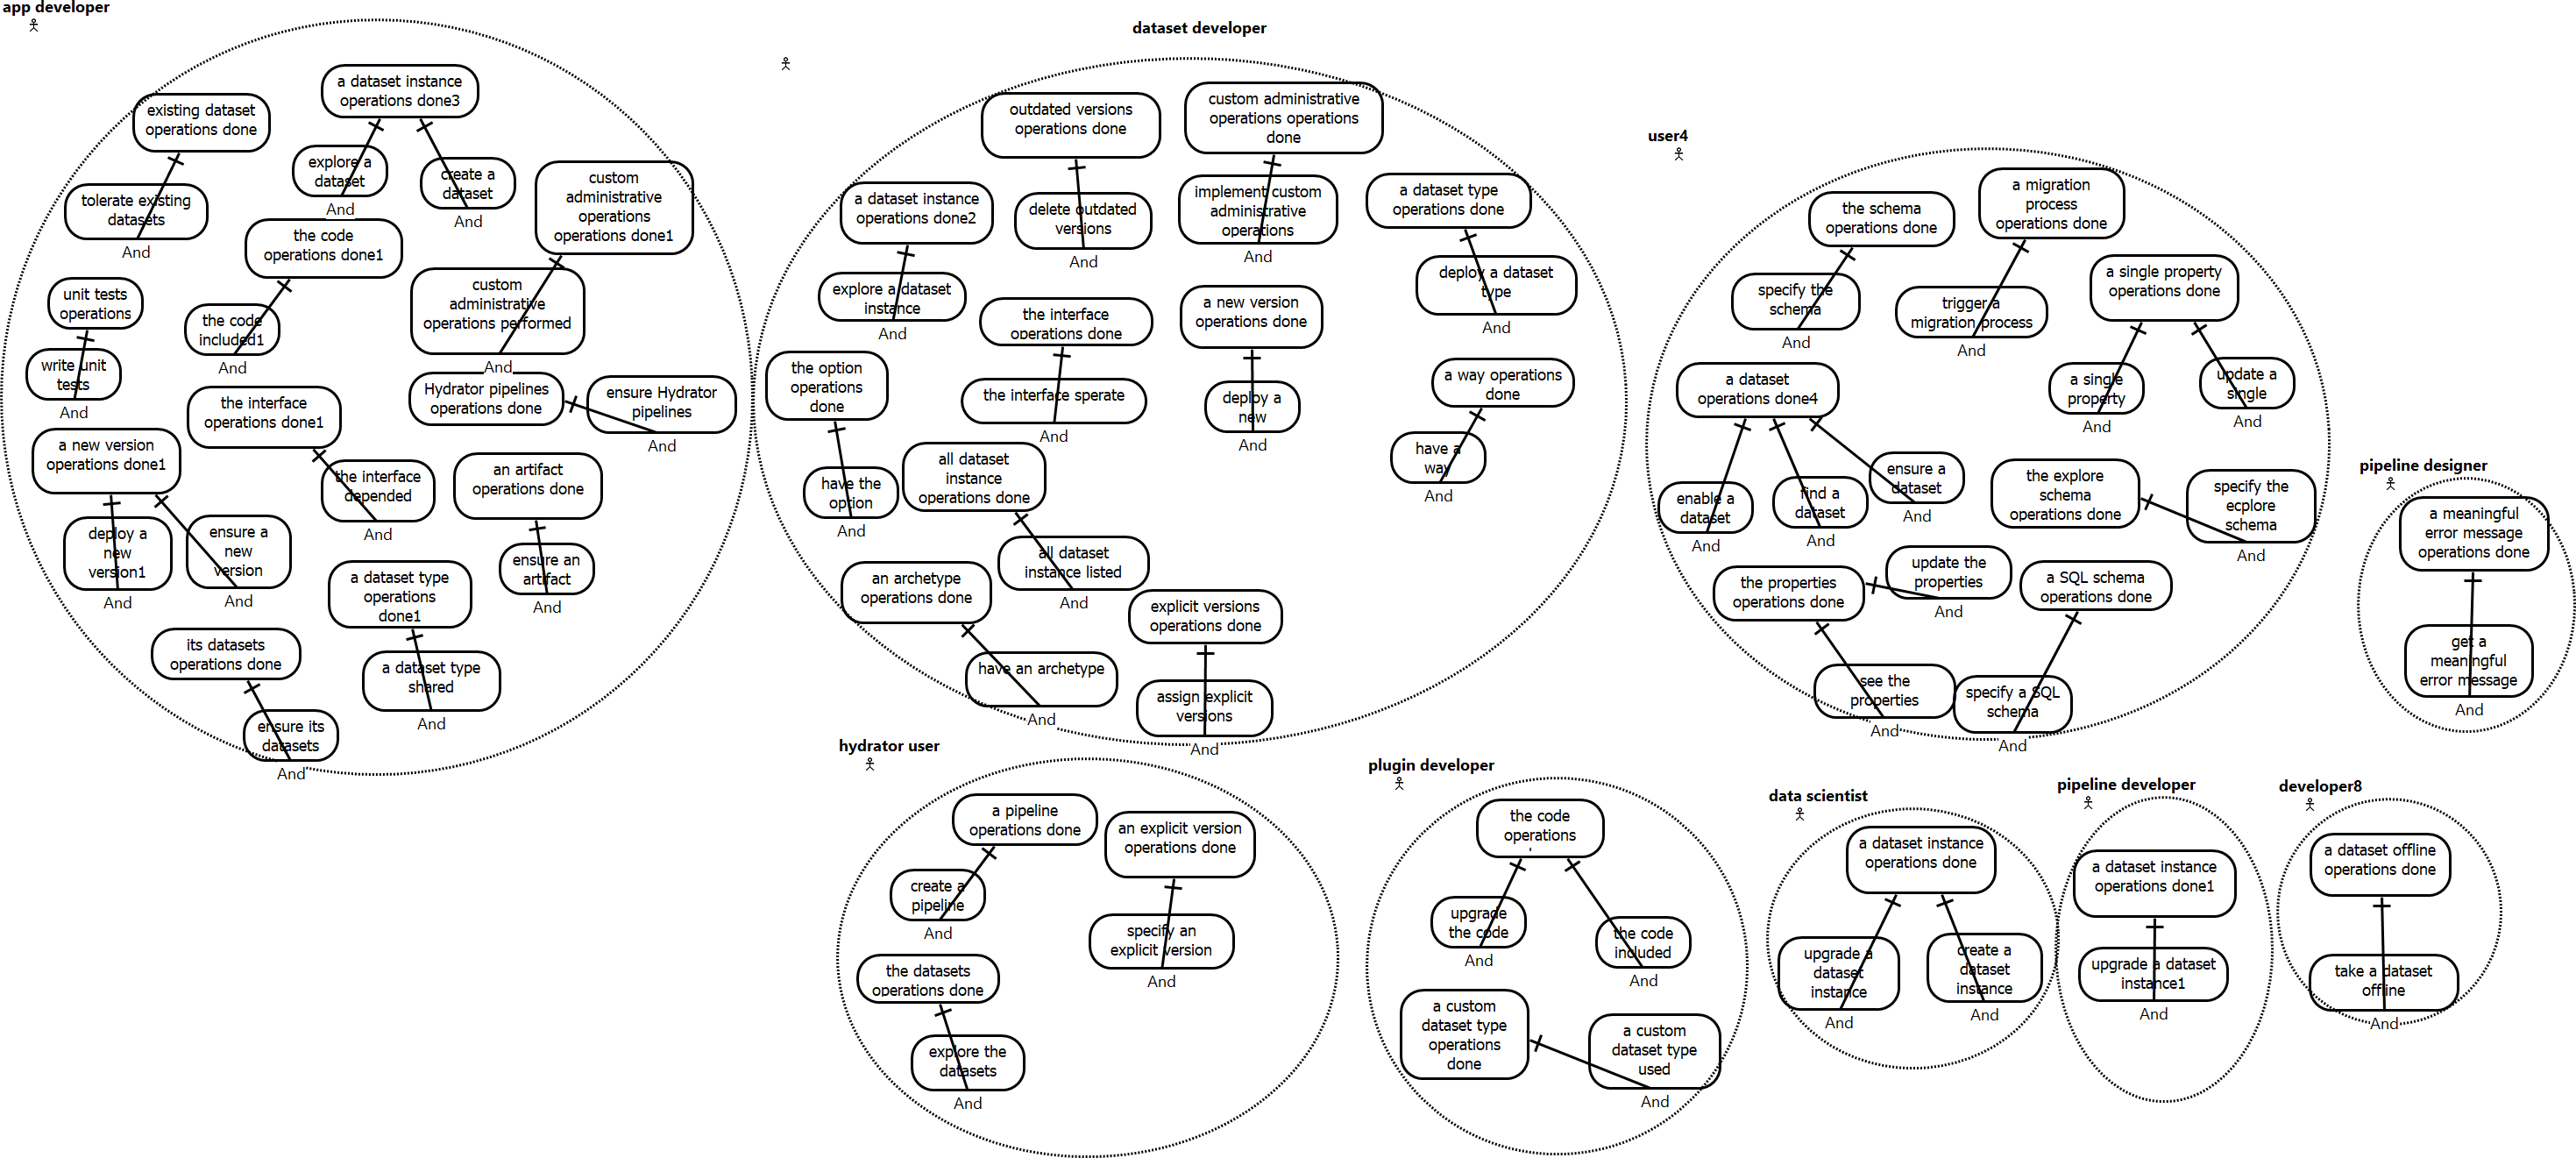 app developer
a dataset instance
operations done3
existing dataset
operations done
explore a
dataset
And
create a
dataset
And
custom
administrative
operations
operations done1
tolerate existing
datasets
And
the code
operations done1
custom
administrative
operations performed
And
unit tests
operations
the code
included1
And
write unit
tests
And
Hydrator pipelines
operations done
ensure Hydrator
pipelines
And
the interface
operations done1
a new version
operations done1
the interface
depended
And
an artifact
operations done
deploy a
new
version1
And
ensure a
new
version
And
ensure an
artifact
And
a dataset type
operations
done1
its datasets
operations done
a dataset type
shared
And
ensure its
datasets
And
dataset developer
outdated versions
operations done
custom administrative
operations operations
done
a dataset instance
operations done2
delete outdated
versions
And
implement custom
administrative
operations
And
a dataset type
operations done
explore a dataset
instance
And
the interface
operations done
a new version
operations done
deploy a dataset
type
And
the option
operations
done
the interface sperate
And
deploy a
new
And
a way operations
done
have the
option
And
all dataset
instance
operations done
have a
way
And
an archetype
operations done
all dataset
instance listed
And
explicit versions
operations done
have an archetype
And
assign explicit
versions
And
user4
the schema
operations done
a migration
process
operations done
a single property
operations done
specify the
schema
And
trigger a
migration process
And
a dataset
operations done4
a single
property
And
update a
single
And
enable a
dataset
And
find a
dataset
And
ensure a
dataset
And
the explore
schema
operations done
specify the
ecplore
schema
And
the properties
operations done
update the
properties
And
a SQL schema
operations done
see the
properties
And
specify a SQL
schema
And
pipeline designer
a meaningful
error message
operations done
get a
meaningful
error message
And
hydrator user
a pipeline
operations done
an explicit version
operations done
create a
pipeline
And
specify an
explicit version
And
the datasets
operations done
explore the
datasets
And
plugin developer
the code
operations
upgrade
the code
And
the code
included
And
a custom
dataset type
operations
done
a custom
dataset type
used
And
data scientist
a dataset instance
operations done
upgrade a
dataset
instance
And
create a
dataset
instance
And
pipeline developer
a dataset instance
operations done1
upgrade a dataset
instance1
And
developer8
a dataset offline
operations done
take a dataset
offline
And